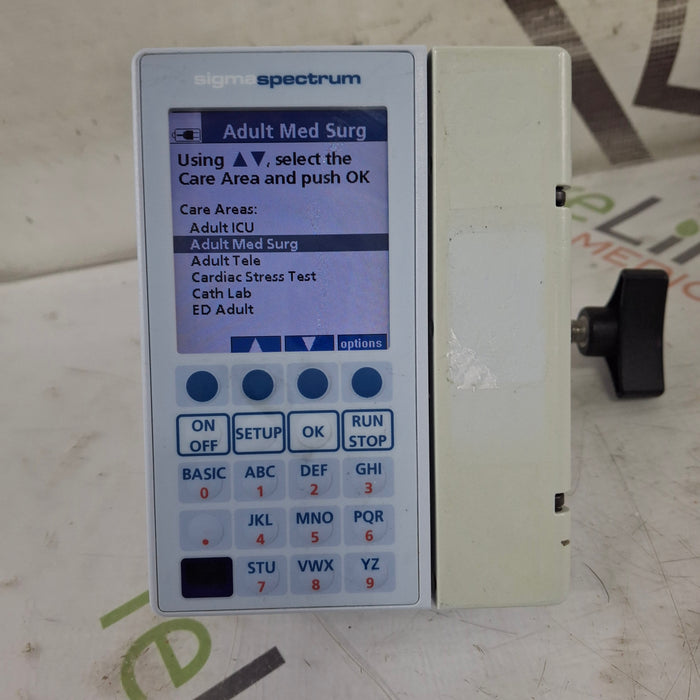 sigmaspectrum
Adult Med Surg
Using ▲▼, select the
Care Area and push OK
Care Areas:
Adult ICU
Adult Med Surg
Adult Tele
Cardiac Stress Test
Cath Lab
ED Adult
options
ON OFF
SETUP
OK
RUN STOP
BASIC 0
ABC 1
DEF 2
GHI 3
.
JKL 4
MNO 5
PQR 6
STU 7
VWX 8
YZ 9
eLi
MEDIC